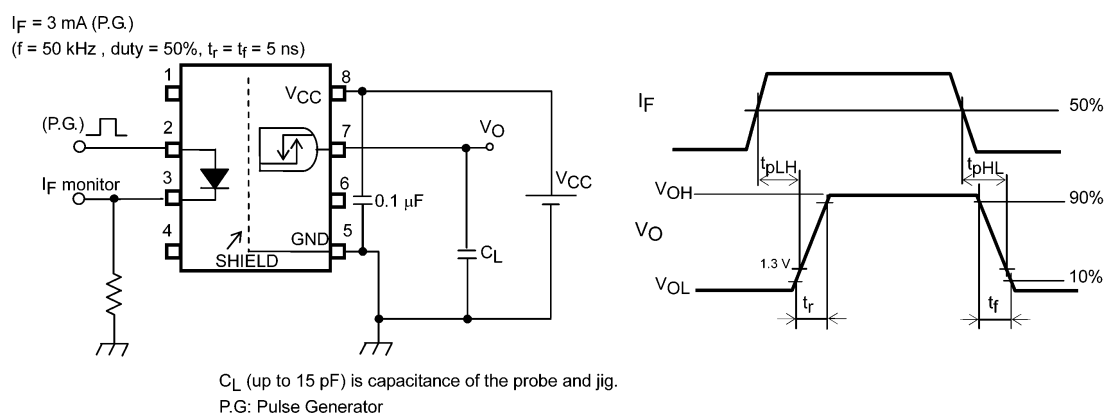 IF = 3 mA (P.G.)
(f = 50 kHz , duty = 50%, tr = tf = 5 ns)
1
8
VCC
(P.G.)
2
7
VO
IF monitor
3
6
VCC
0.1 μF
4
GND
5
SHIELD
CL
CL (up to 15 pF) is capacitance of the probe and jig.
P.G: Pulse Generator
IF
50%
tpLH
tpHL
VOH
90%
VO
1.3 V
VOL
10%
tr
tf